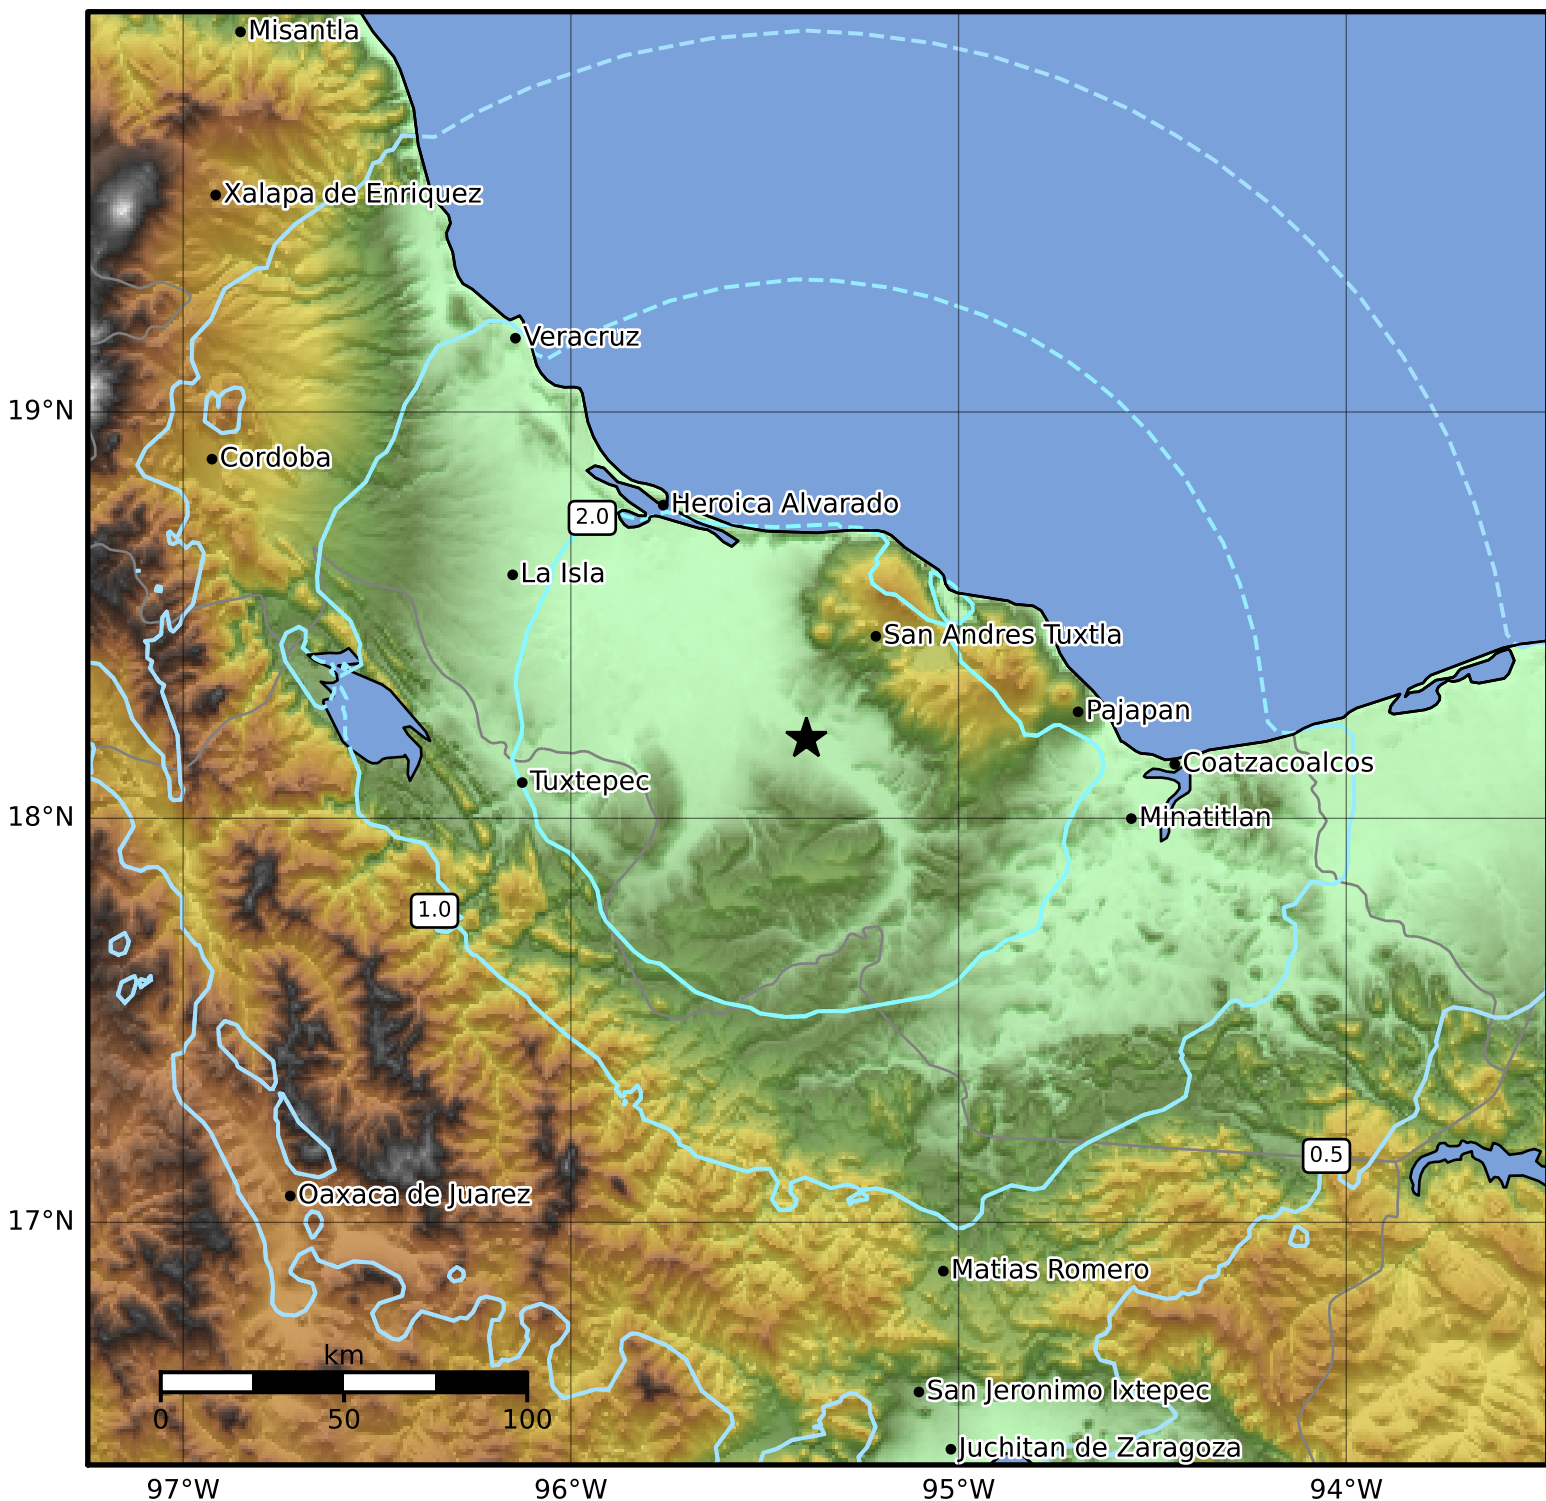 Misantla
Xalapa de Enriquez
Veracruz
19°N
Cordoba
Heroica Alvarado
2.0
La Isla
San Andres Tuxtla
Pajapan
Coatzacoalcos
Tuxtepec
18°N
Minatitlan
1.0
0.5
Oaxaca de Juarez
17°N
Matias Romero
km
San Jeronimo Ixtepec
0 50 100
Juchitan de Zaragoza
97°W 96°W 95°W 94°W